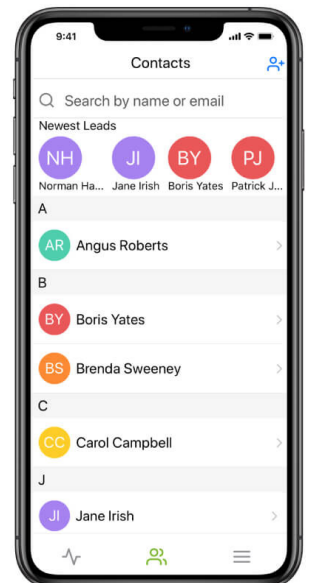 9:41
Contacts
Search by name or email
Newest Leads
NH JI BY PJ
Norman Ha... Jane Irish Boris Yates Patrick J...
A
AR Angus Roberts
B
BY Boris Yates
BS Brenda Sweeney
C
CC Carol Campbell
J
JI Jane Irish